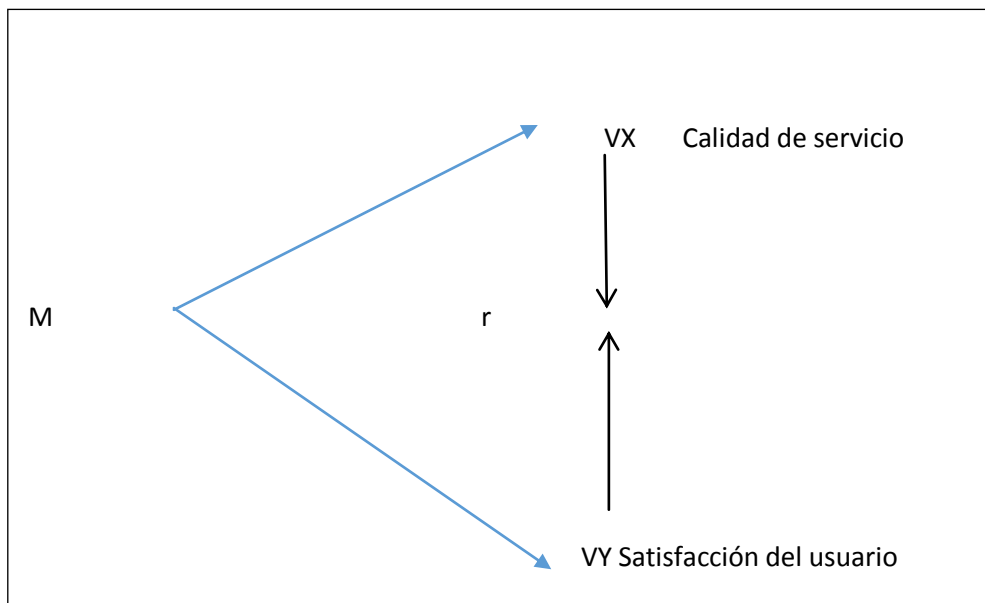 VX Calidad de servicio
M r
VY Satisfacción del usuario